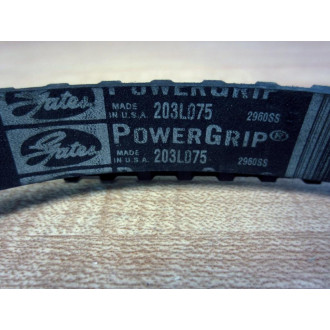 Gates POWERGRIP
MADE IN U.S.A. 203L075 2960SS
Gates POWERGRIP®
MADE IN U.S.A. 203L075 2960SS